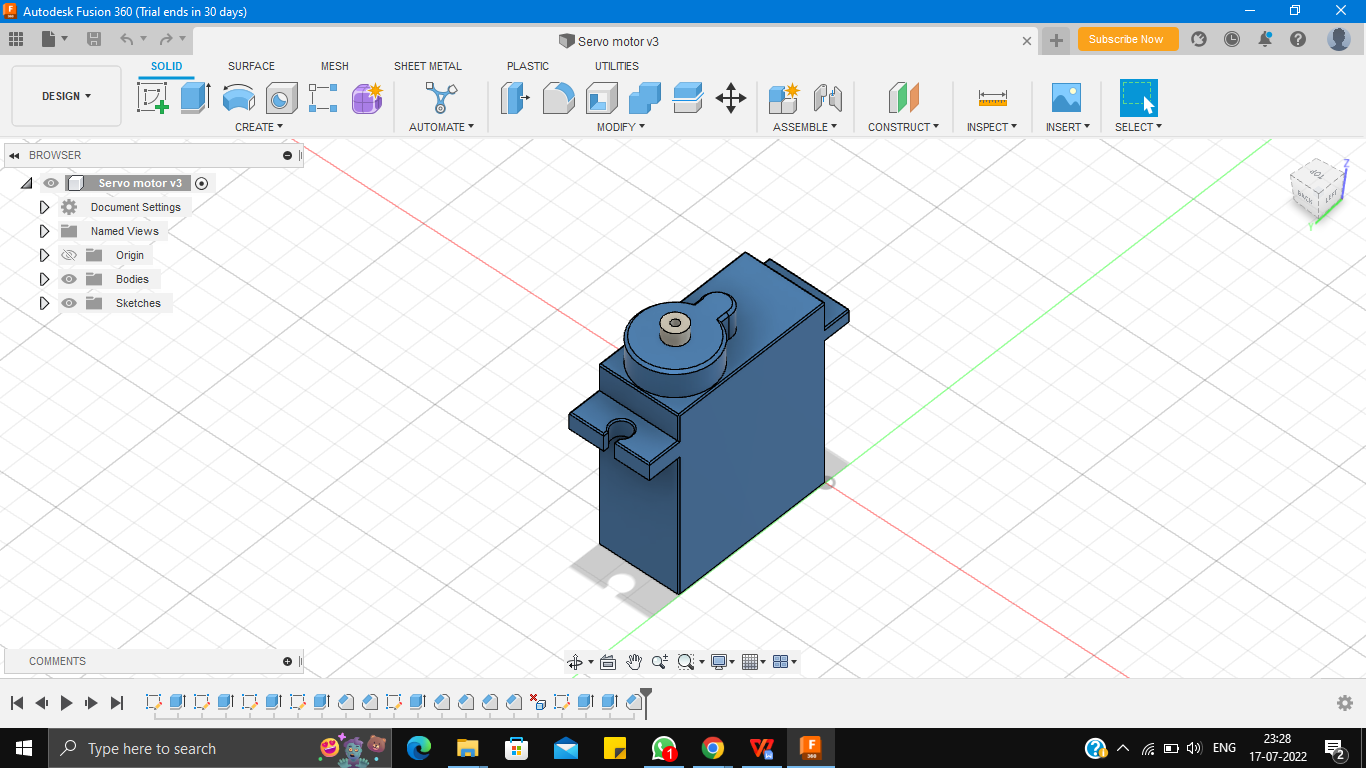 Autodesk Fusion 360 (Trial ends in 30 days)
Servo motor v3
Subscribe Now
SOLID SURFACE MESH SHEET METAL PLASTIC UTILITIES
DESIGN
CREATE AUTOMATE MODIFY ASSEMBLE CONSTRUCT INSPECT INSERT SELECT
BROWSER
Servo motor v3
Document Settings
Named Views
Origin
Bodies
Sketches
Z
TOP
BACK LEFT
Y
COMMENTS
Type here to search
1
F
360
ENG
23:28
17-07-2022
2